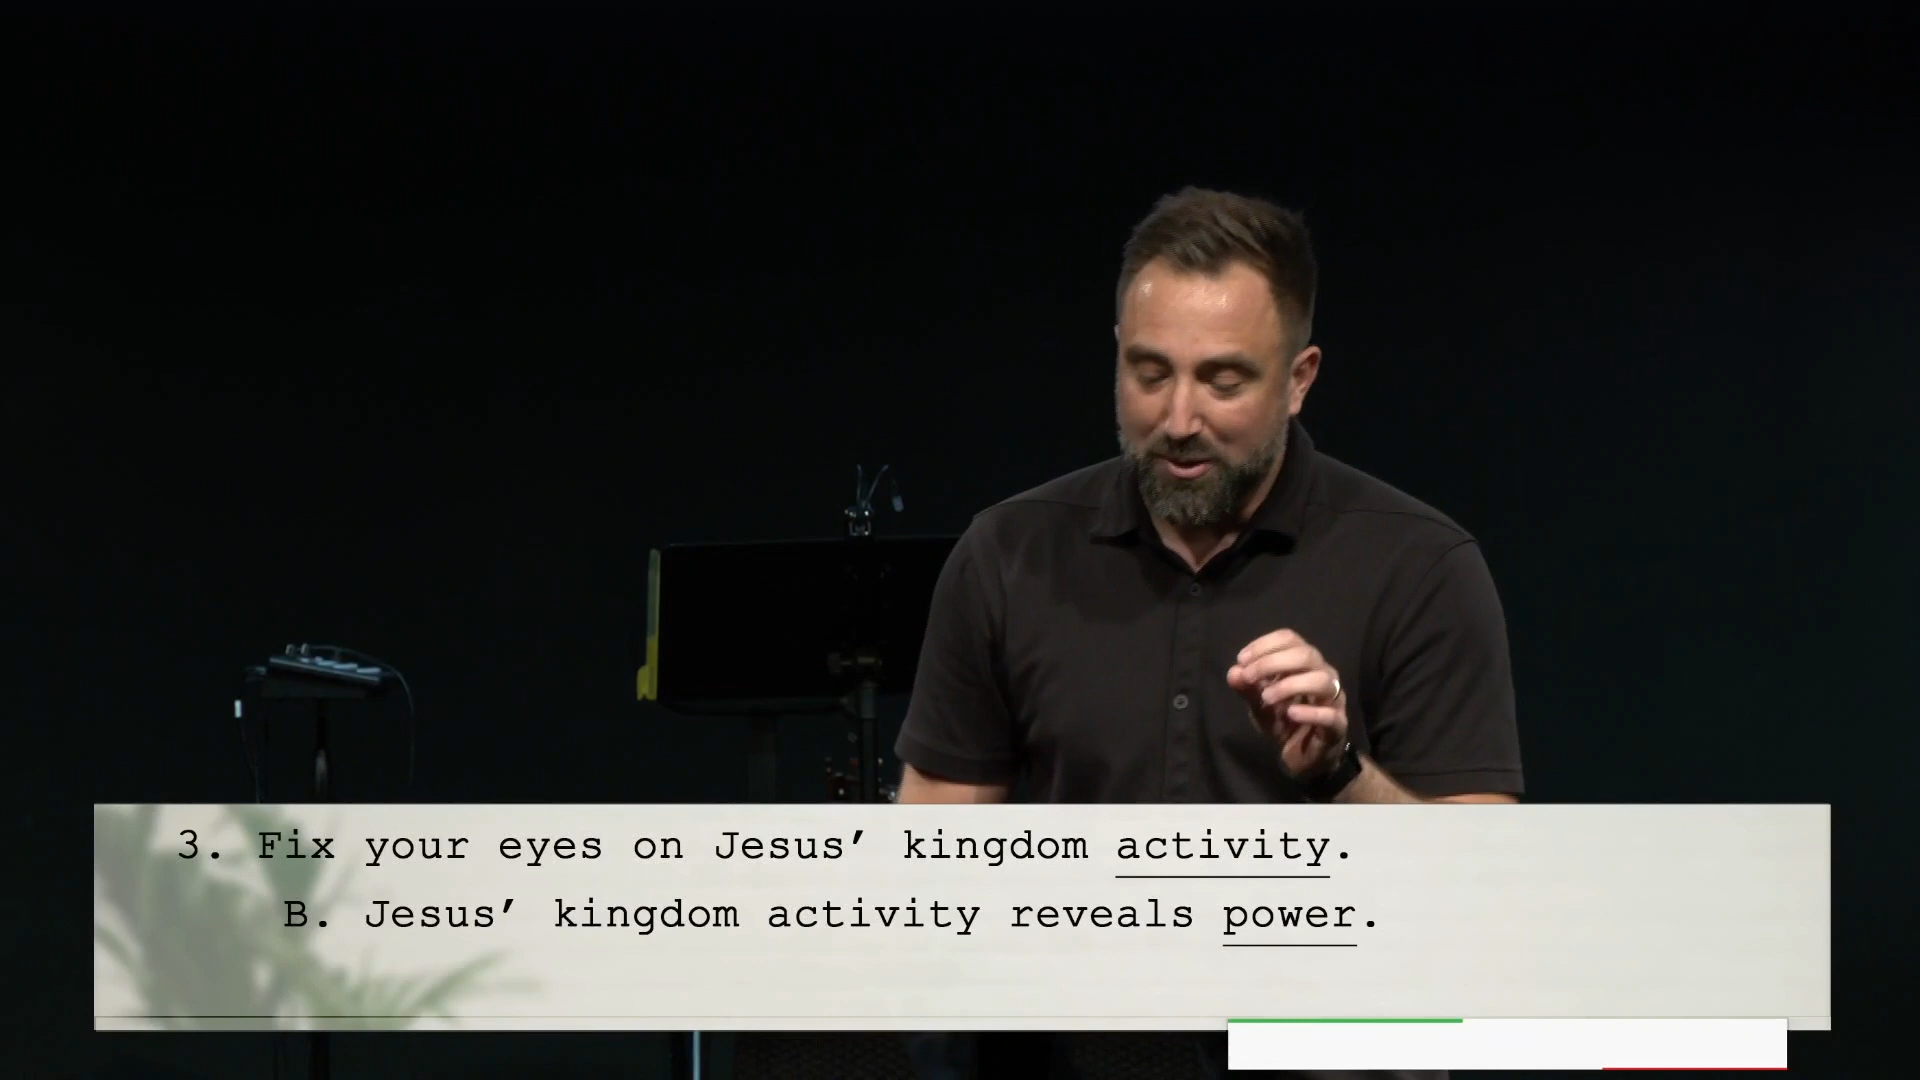 3. Fix your eyes on Jesus’ kingdom activity.
B. Jesus’ kingdom activity reveals power.